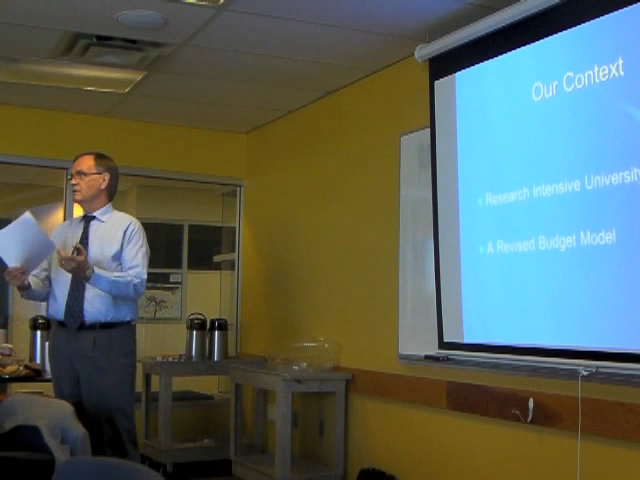 Our Context
Research Intensive University
A Revised Budget Model